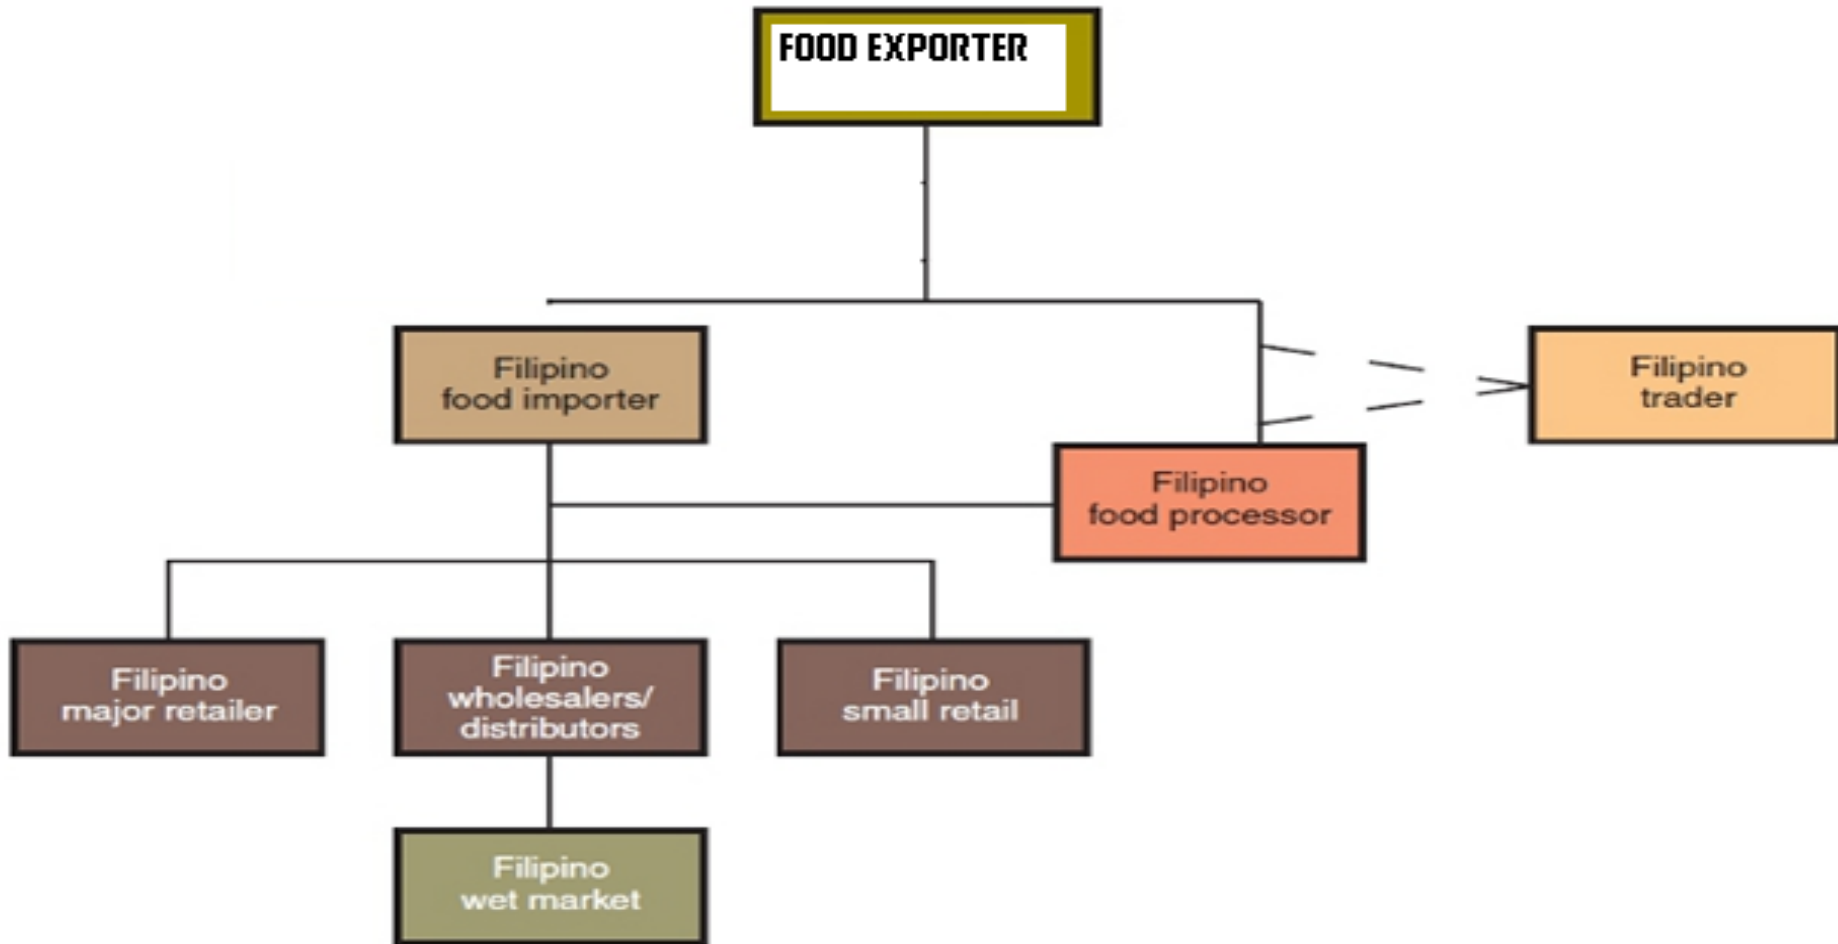 FOOD EXPORTER
Filipino
food importer
Filipino
trader
Filipino
food processor
Filipino
major retailer
Filipino
wholesalers/
distributors
Filipino
small retail
Filipino
wet market